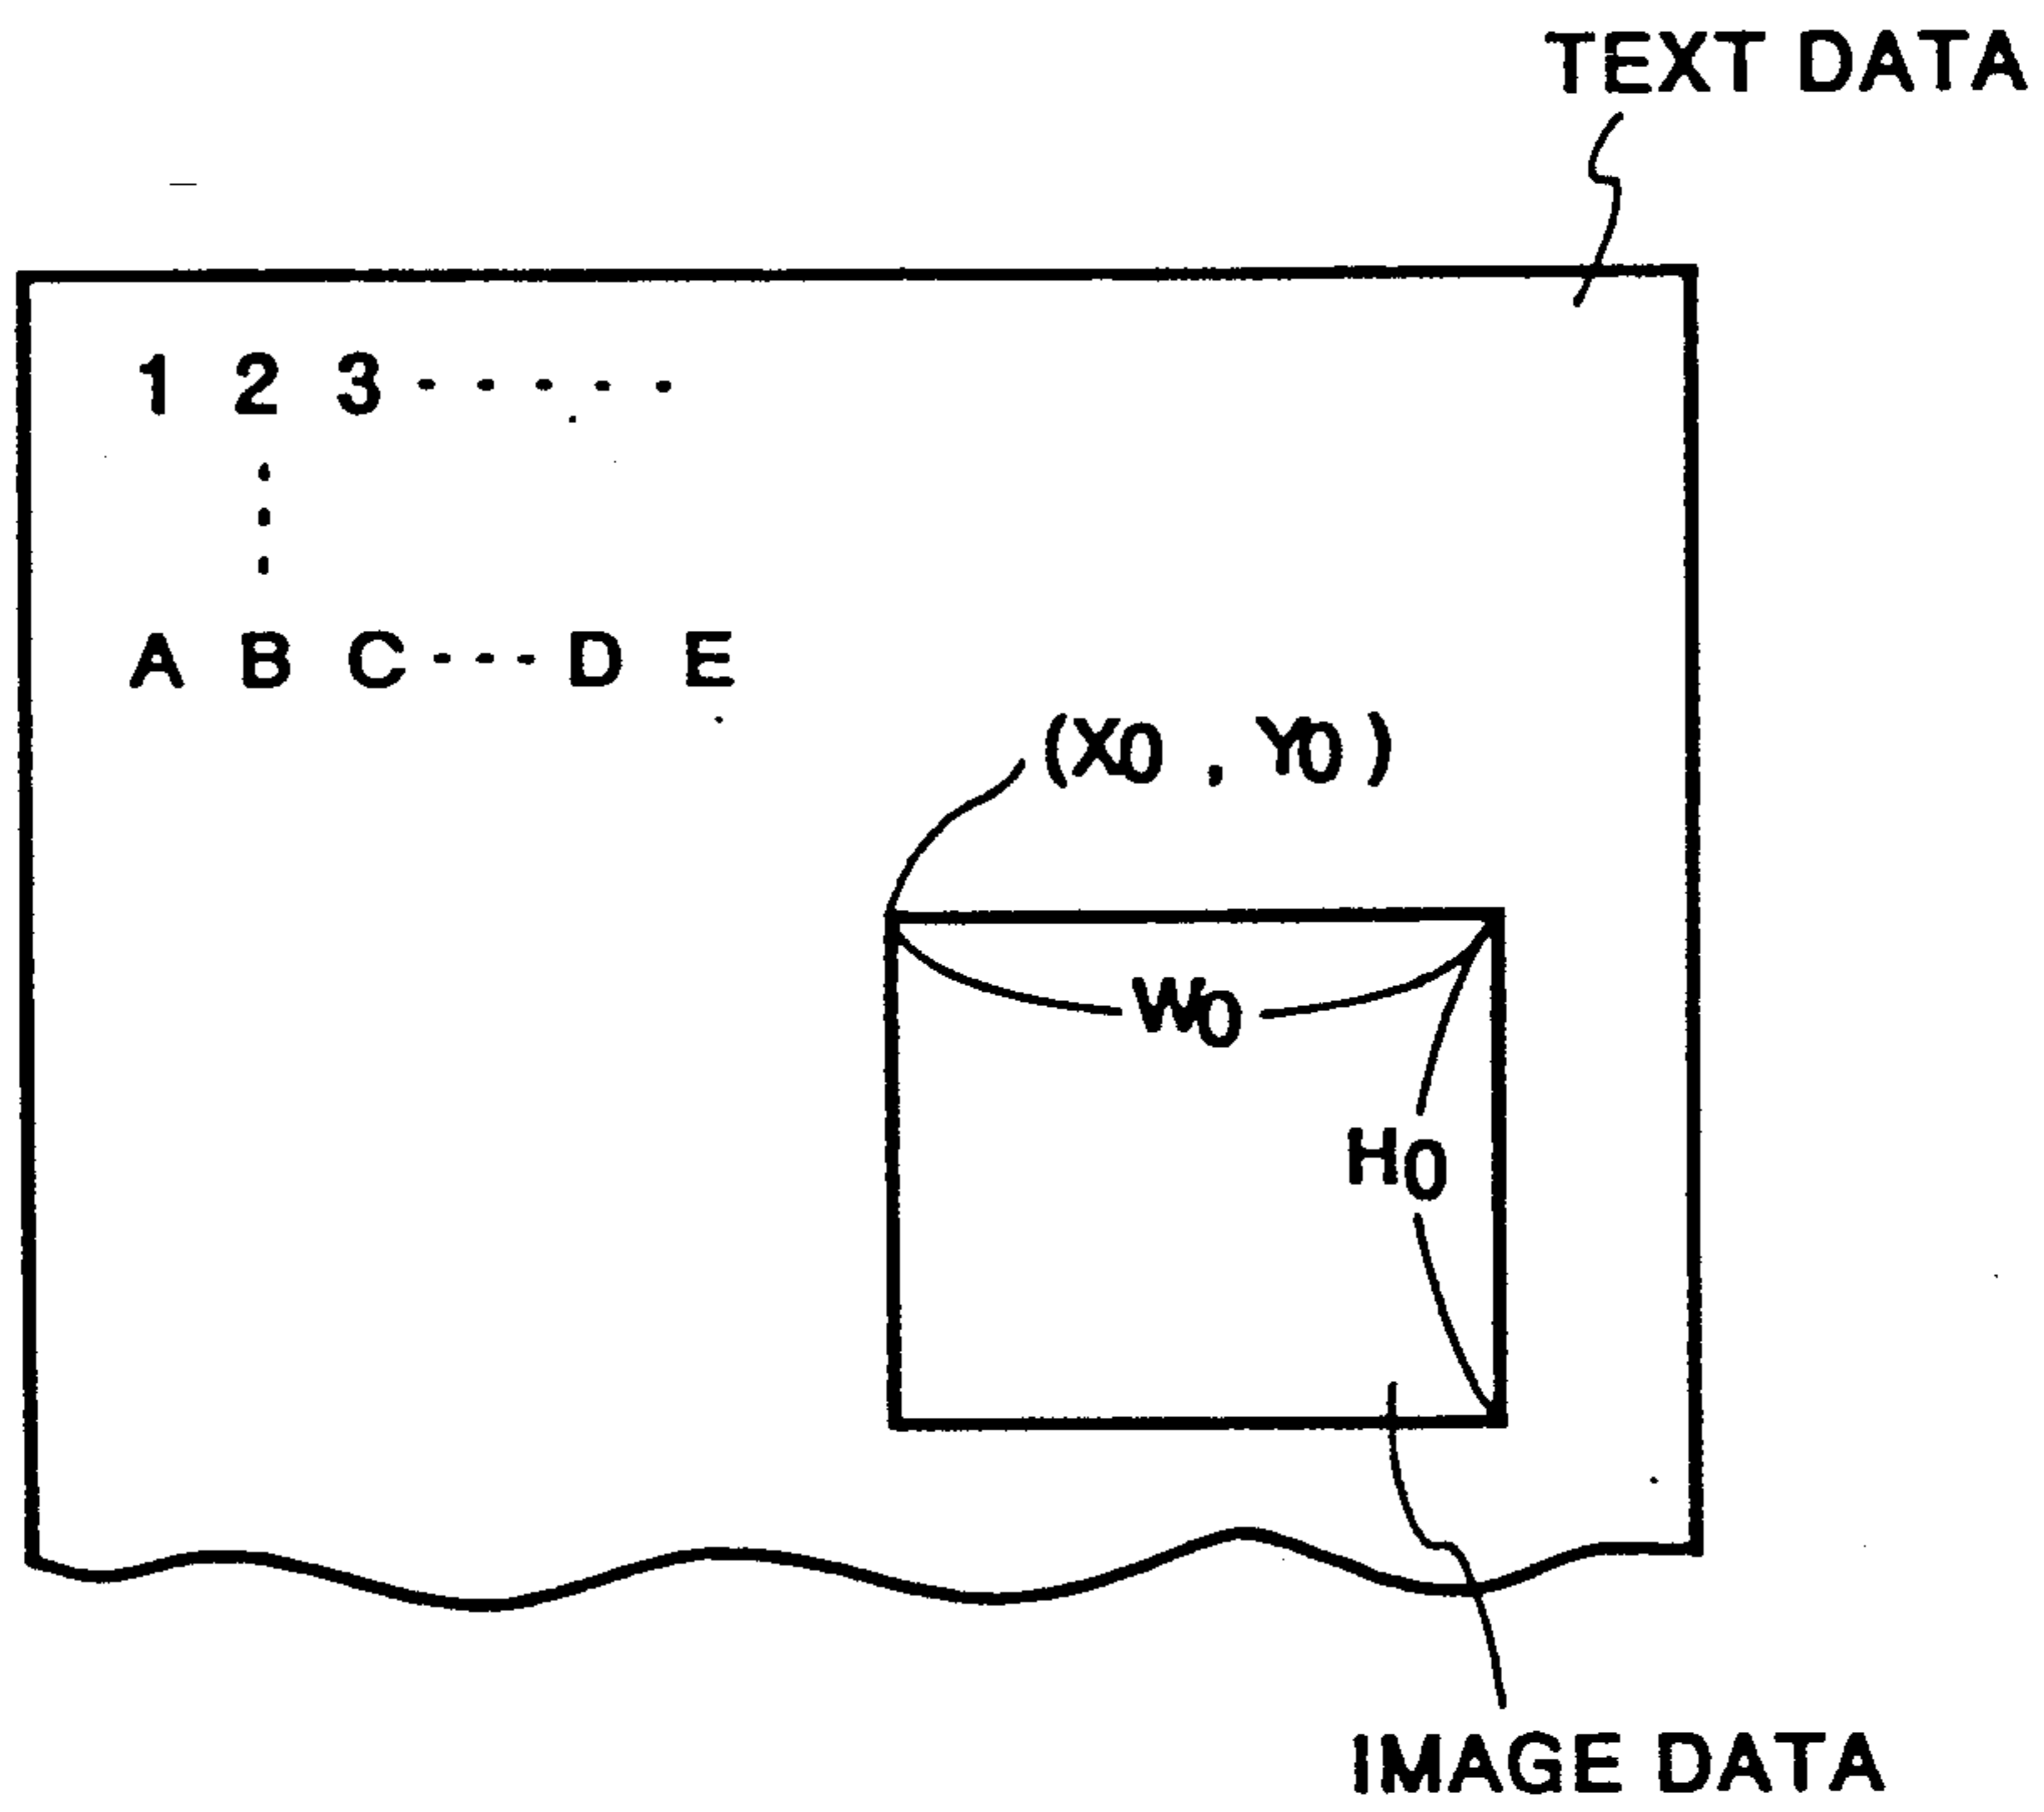 TEXT DATA
1 2 3 - - - - -
A B C - - - D E
(X0 , Y0)
W0
H0
IMAGE DATA